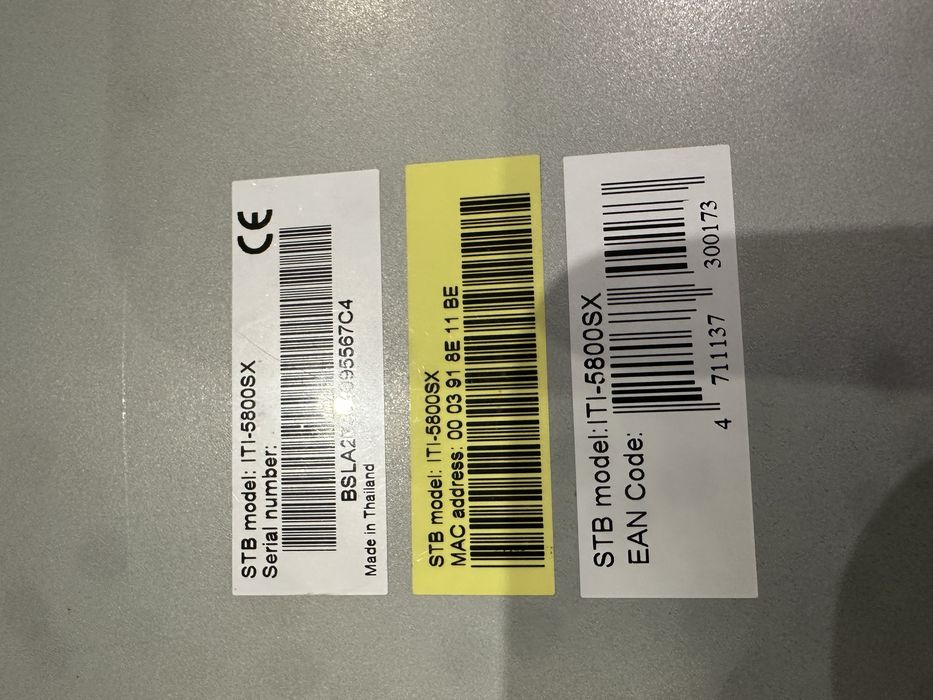 CE
STB model: ITI-5800SX
Serial number:
Made in Thailand
STB model: ITI-5800SX
MAC address: 00 03 91 8E 11 BE
STB model: ITI-5800SX
EAN Code:
4 711137 300173